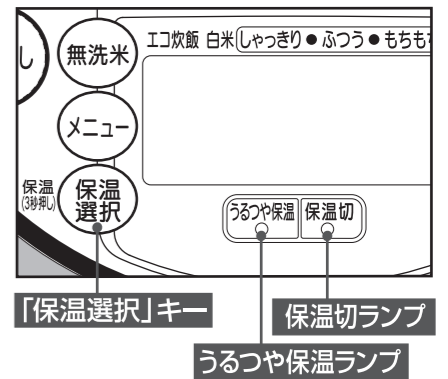 し
無洗米
エコ炊飯 白米(しゃっきり●ふつう●もちも
メニュー
保温
(3秒押し)
保温
選択
うるつや保温
保温切
「保温選択」キー
保温切ランプ
うるつや保温ランプ